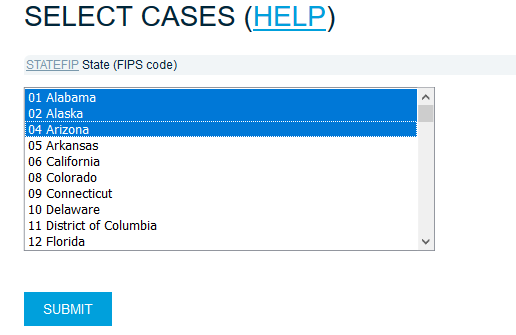 SELECT CASES (HELP)
STATEFIP State (FIPS code)
01 Alabama
02 Alaska
04 Arizona
05 Arkansas
06 California
08 Colorado
09 Connecticut
10 Delaware
11 District of Columbia
12 Florida
SUBMIT